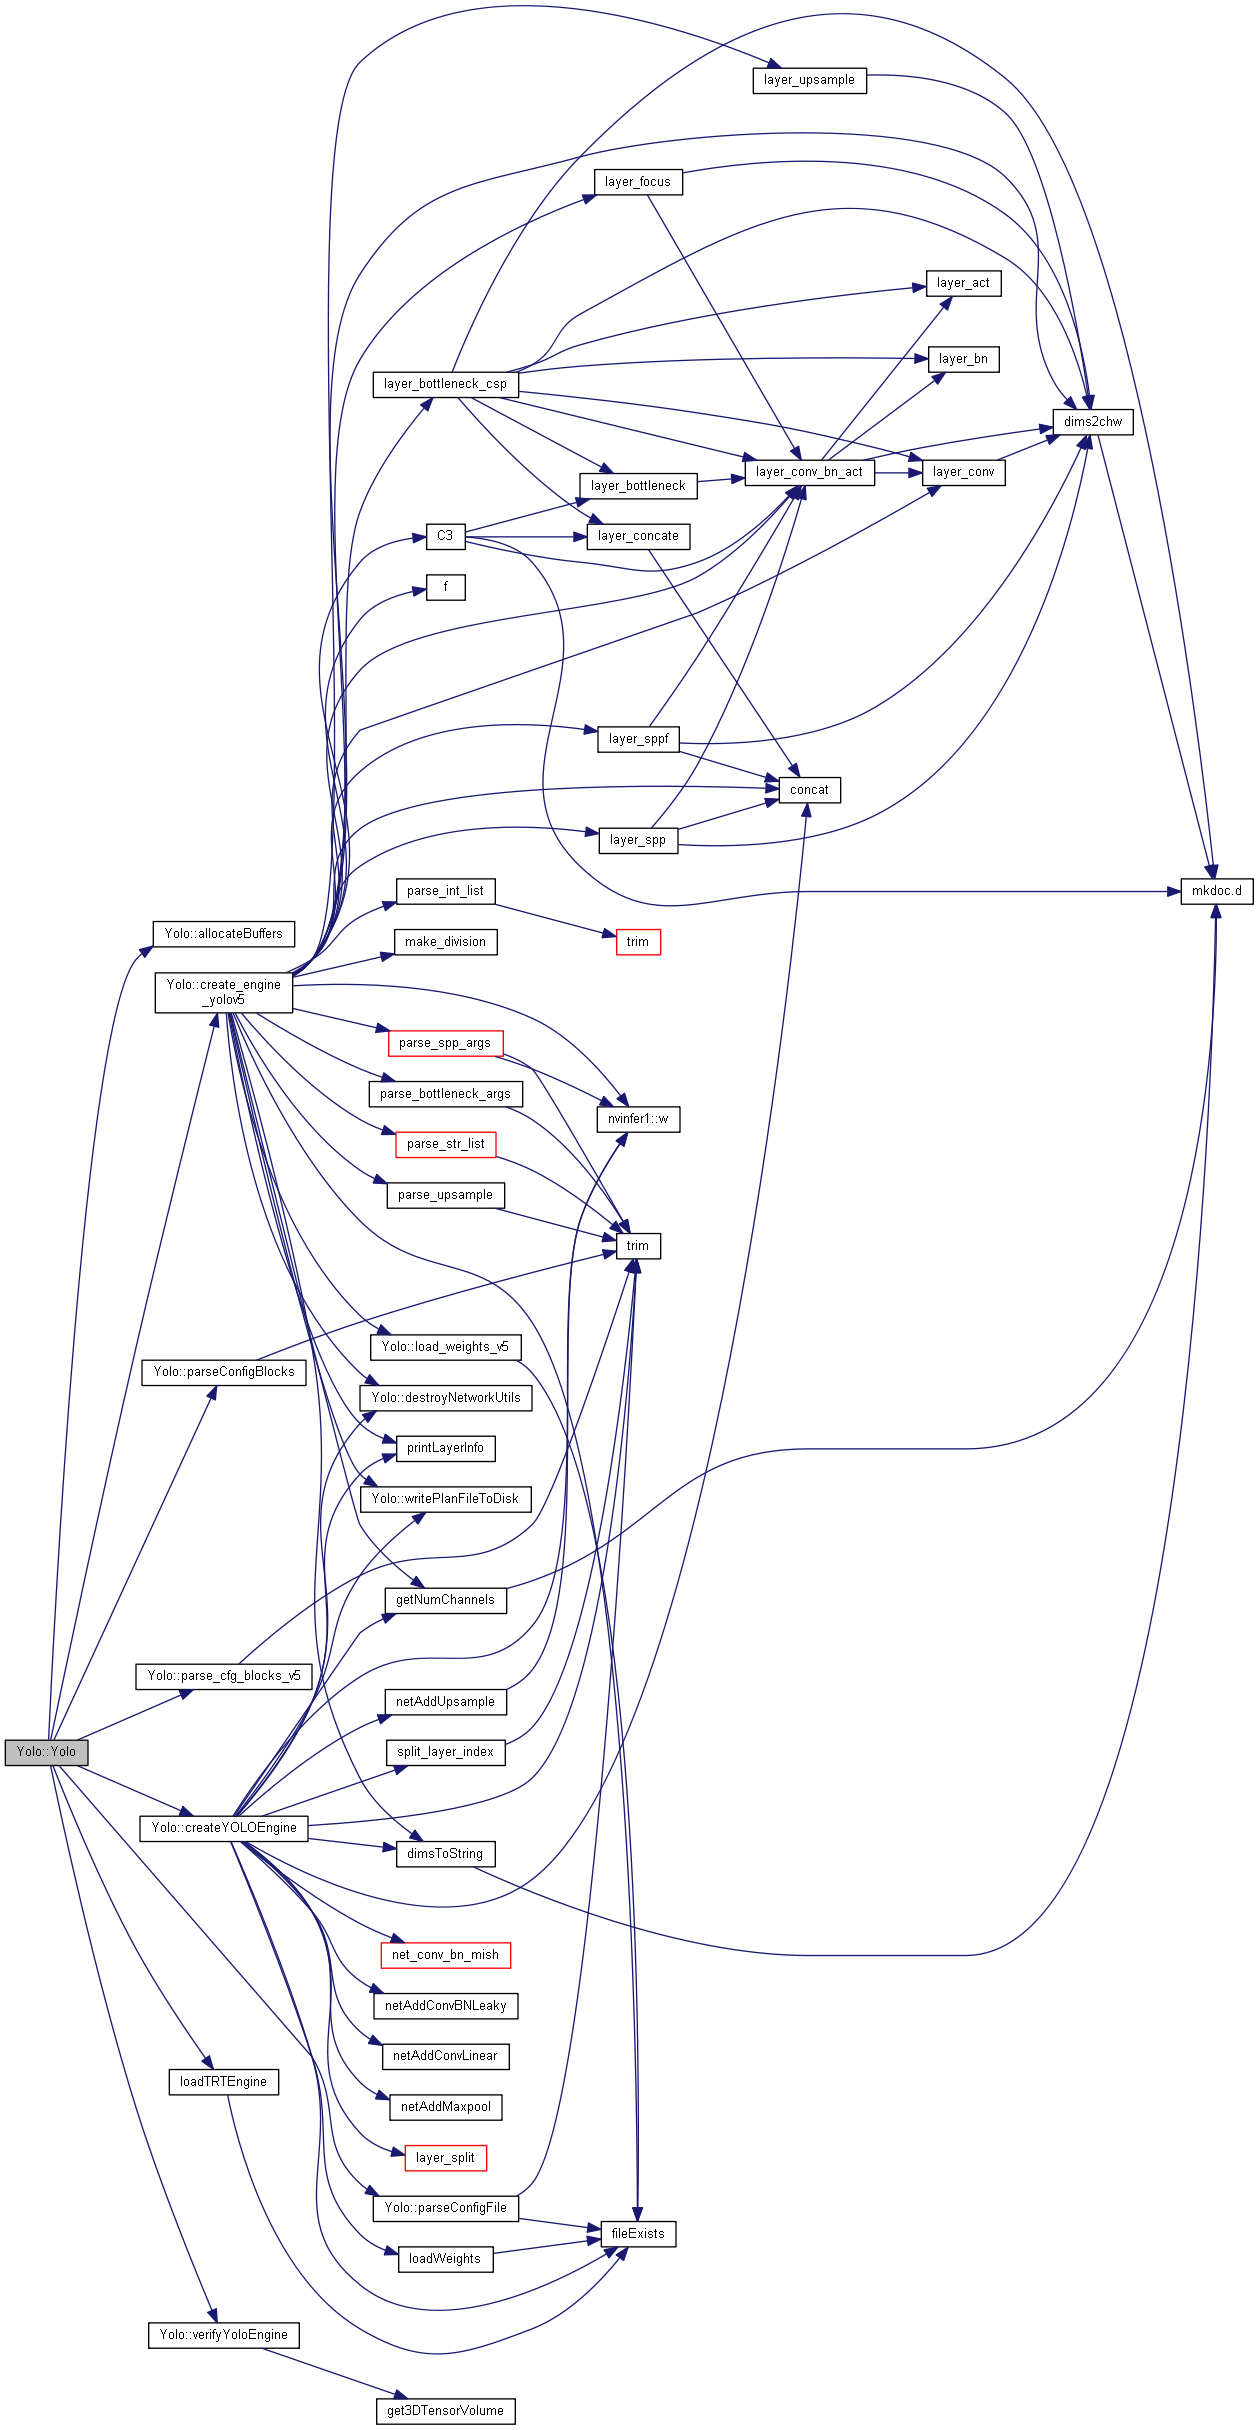 layer_upsample
layer_focus
layer_act
layer_bn
layer_bottleneck_csp
dims2chw
layer_conv_bn_act
layer_conv
layer_bottleneck
C3
layer_concate
f
layer_sppf
concat
layer_spp
parse_int_list
mkdoc.d
Yolo::allocateBuffers
make_division
trim
Yolo::create_engine
_yolov5
parse_spp_args
parse_bottleneck_args
nvinfer1::w
parse_str_list
parse_upsample
trim
Yolo::load_weights_v5
Yolo::parseConfigBlocks
Yolo::destroyNetworkUtils
printLayerInfo
Yolo::writePlanFileToDisk
getNumChannels
Yolo::parse_cfg_blocks_v5
netAddUpsample
Yolo::Yolo
split_layer_index
Yolo::createYOLOEngine
dimsToString
net_conv_bn_mish
netAddConvBNLeaky
netAddConvLinear
loadTRTEngine
netAddMaxpool
layer_split
Yolo::parseConfigFile
fileExists
loadWeights
Yolo::verifyYoloEngine
get3DTensorVolume